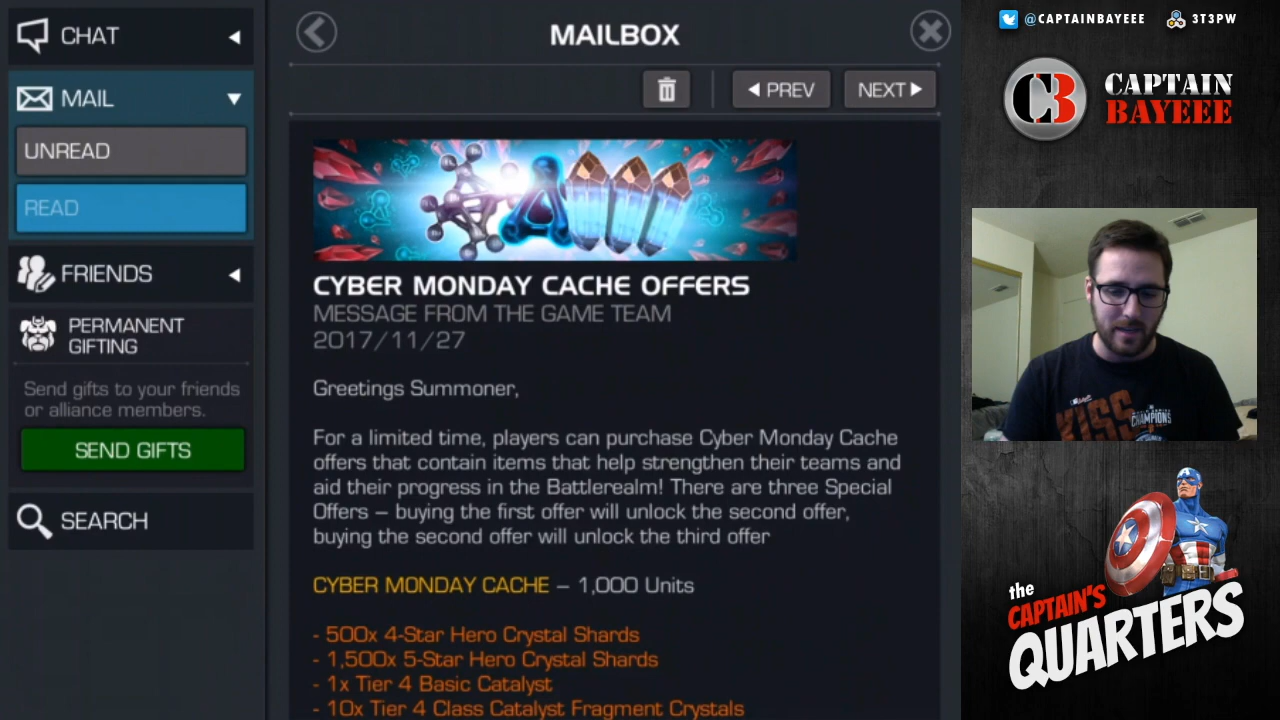 CHAT
MAIL
UNREAD
READ
FRIENDS
PERMANENT
GIFTING
Send gifts to your friends
or alliance members.
SEND GIFTS
SEARCH
MAILBOX
PREV
NEXT
CYBER MONDAY CACHE OFFERS
MESSAGE FROM THE GAME TEAM
2017/11/27
Greetings Summoner,
For a limited time, players can purchase Cyber Monday Cache
offers that contain items that help strengthen their teams and
aid their progress in the Battlerealm! There are three Special
Offers – buying the first offer will unlock the second offer,
buying the second offer will unlock the third offer
CYBER MONDAY CACHE – 1,000 Units
- 500x 4-Star Hero Crystal Shards
- 1,500x 5-Star Hero Crystal Shards
- 1x Tier 4 Basic Catalyst
- 10x Tier 4 Class Catalyst Fragment Crystals
@CAPTAINBAYEEE 3T3PW
CB CAPTAIN
BAYEEE
KISS
CHAMPIONS
the
CAPTAIN'S
QUARTERS